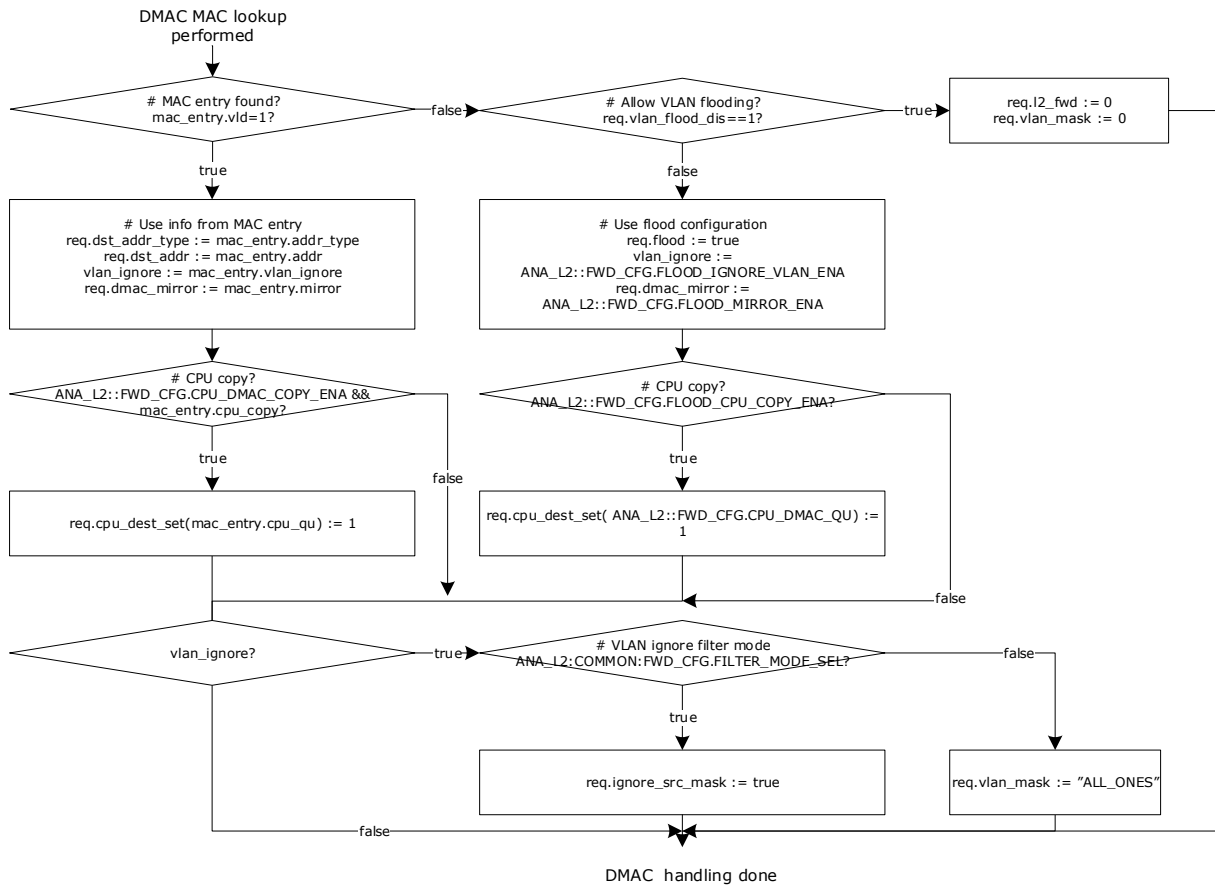 DMAC MAC lookup
performed
# MAC entry found?
mac_entry.vld=1?
false
# Allow VLAN flooding?
req.vlan_flood_dis==1?
true
req.l2_fwd := 0
req.vlan_mask := 0
true
false
# Use info from MAC entry
req.dst_addr_type := mac_entry.addr_type
req.dst_addr := mac_entry.addr
vlan_ignore := mac_entry.vlan_ignore
req.dmac_mirror := mac_entry.mirror
# Use flood configuration
req.flood := true
vlan_ignore :=
ANA_L2::FWD_CFG.FLOOD_IGNORE_VLAN_ENA
req.dmac_mirror :=
ANA_L2::FWD_CFG.FLOOD_MIRROR_ENA
# CPU copy?
ANA_L2::FWD_CFG.CPU_DMAC_COPY_ENA &&
mac_entry.cpu_copy?
# CPU copy?
ANA_L2::FWD_CFG.FLOOD_CPU_COPY_ENA?
true
false
true
req.cpu_dest_set(mac_entry.cpu_qu) := 1
req.cpu_dest_set( ANA_L2::FWD_CFG.CPU_DMAC_QU) :=
1
false
vlan_ignore?
true
# VLAN ignore filter mode
ANA_L2:COMMON:FWD_CFG.FILTER_MODE_SEL?
false
true
req.ignore_src_mask := true
req.vlan_mask := ”ALL_ONES”
false
DMAC  handling done